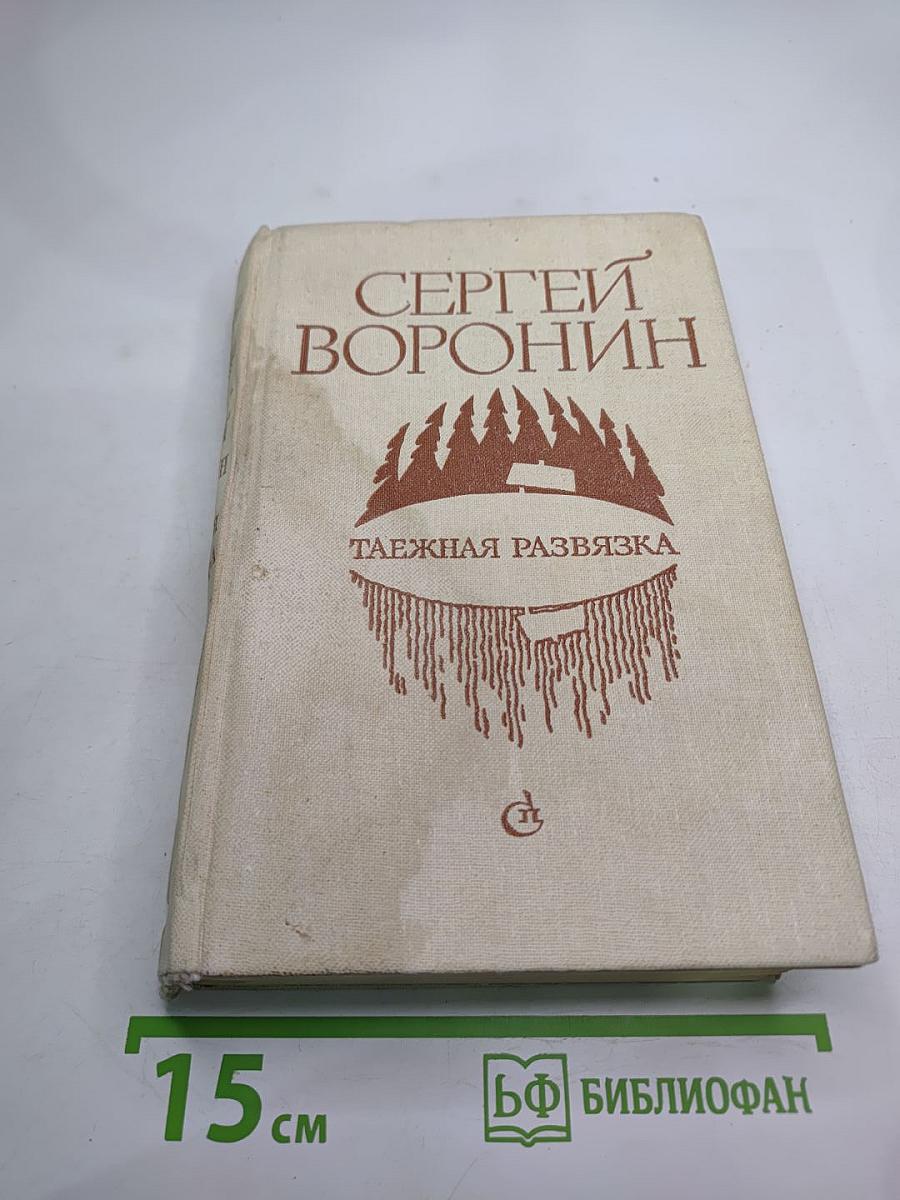 СЕРГЕЙ
ВОРОНИН
ТАЕЖНАЯ РАЗВЯЗКА
15 см
БФ БИБЛИОФАН